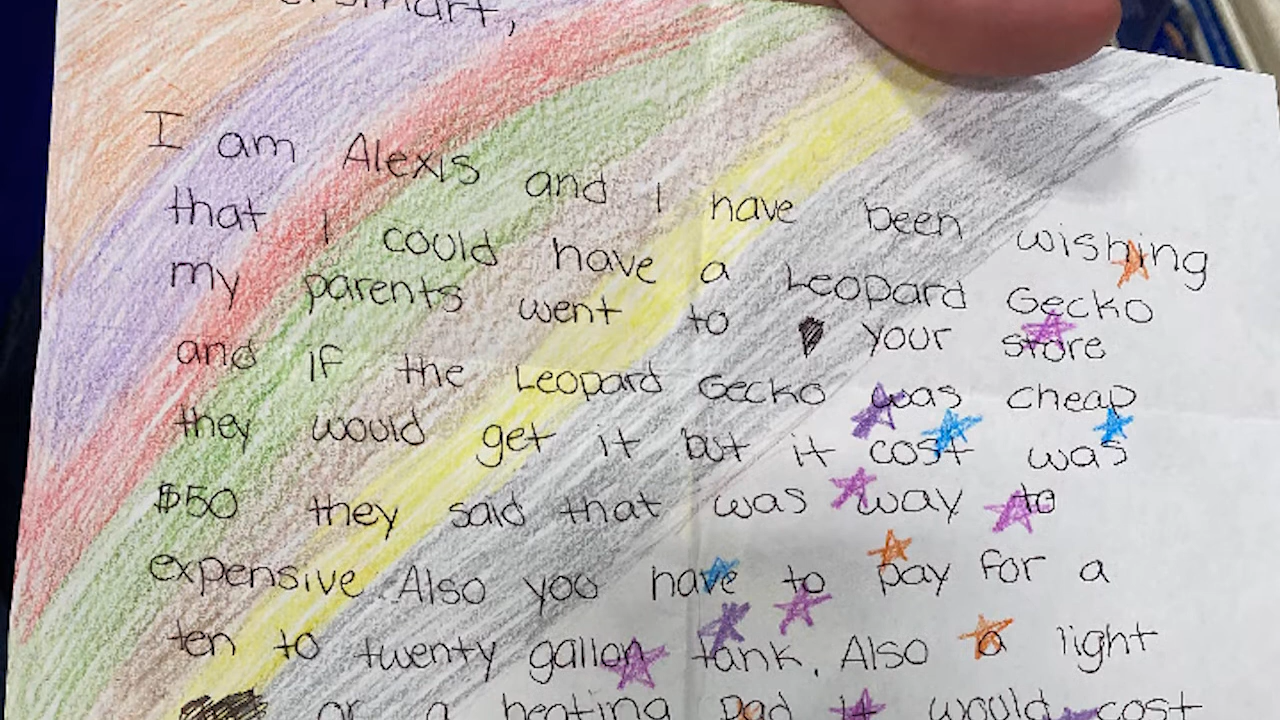 I am Alexis and I have been wishing
that I could have a Leopard Gecko
my parents went to your store
and if the Leopard Gecko was cheap
they would get it but it cost was
$50 they said that was way to
expensive. Also you have to pay for a
ten to twenty gallon tank. Also a light
or a heating pad it would cost